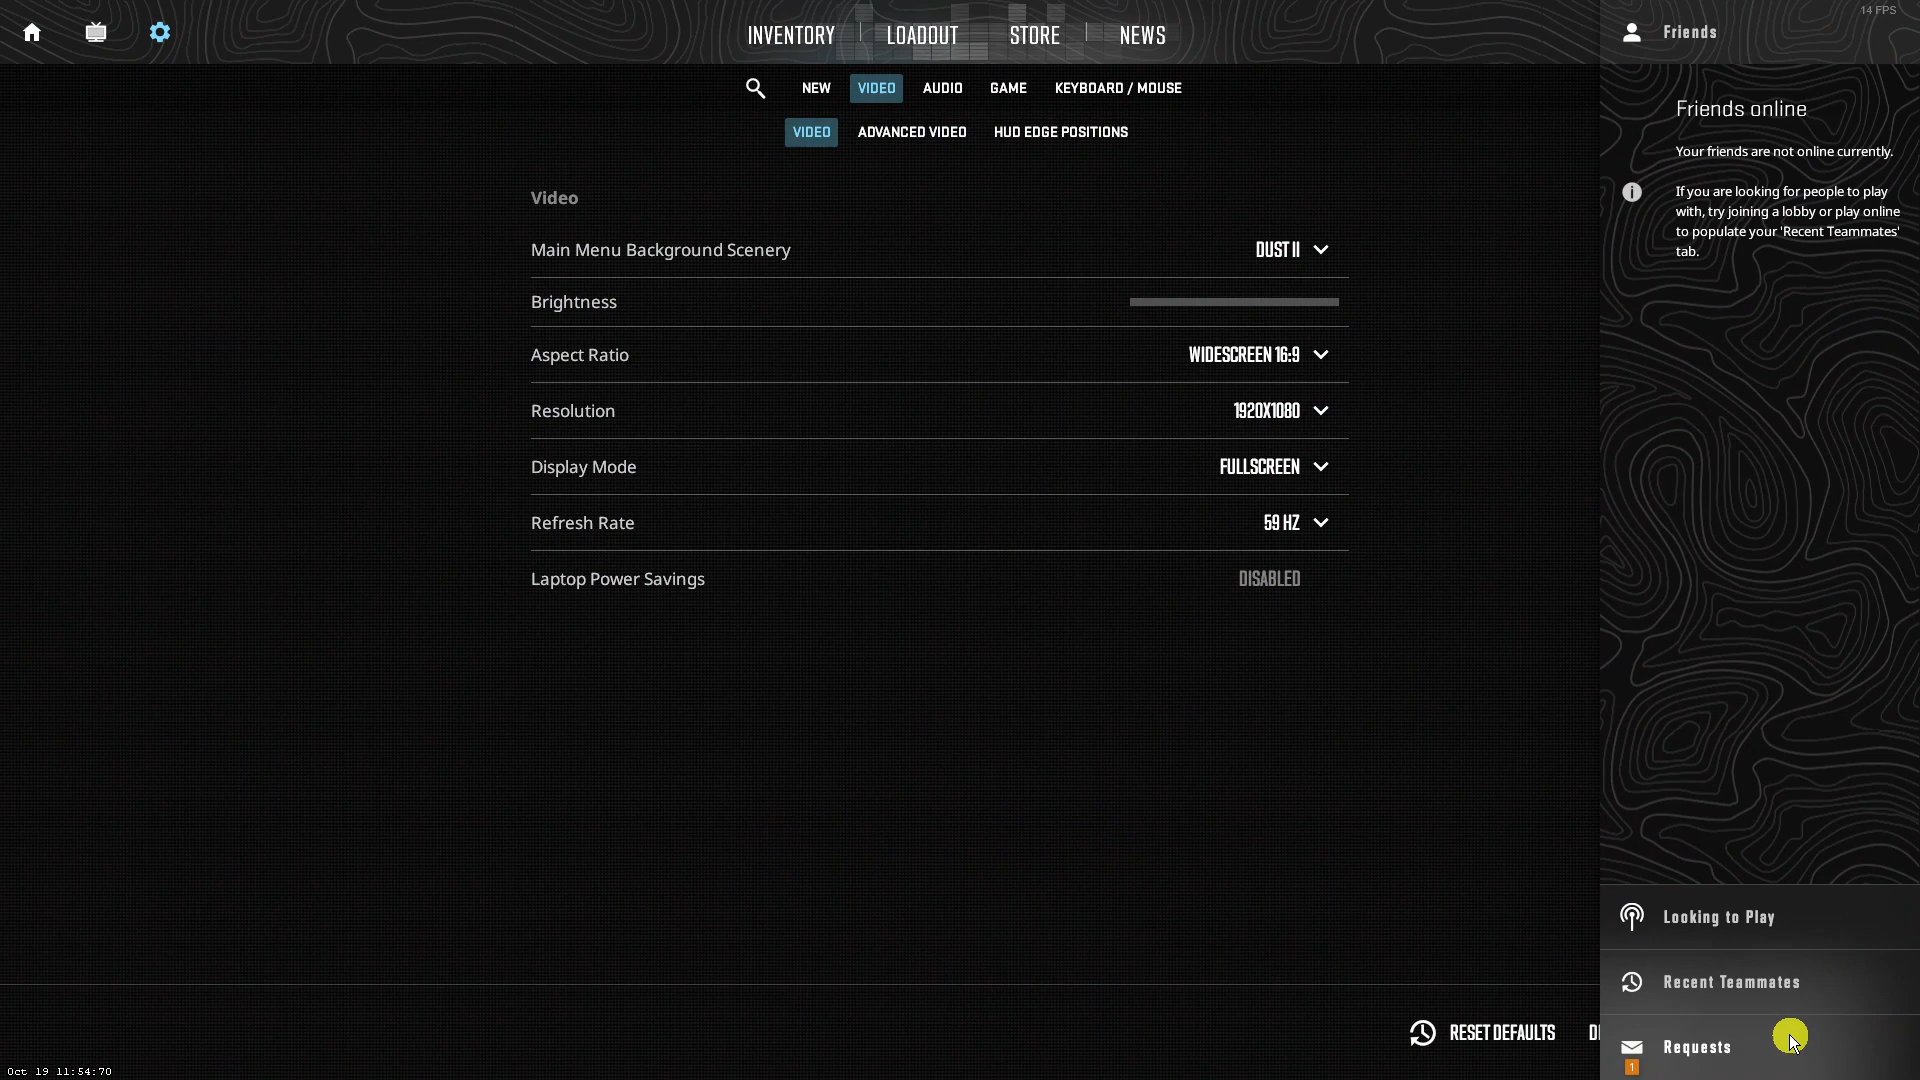 14 FPS
INVENTORY LOADOUT STORE NEWS
Friends
NEW VIDEO AUDIO GAME KEYBOARD / MOUSE
VIDEO ADVANCED VIDEO HUD EDGE POSITIONS
Video
Main Menu Background Scenery DUST II
Brightness
Aspect Ratio WIDESCREEN 16:9
Resolution 1920X1080
Display Mode FULLSCREEN
Refresh Rate 59 HZ
Laptop Power Savings DISABLED
RESET DEFAULTS
Friends online
Your friends are not online currently.
If you are looking for people to play
with, try joining a lobby or play online
to populate your 'Recent Teammates'
tab.
Looking to Play
Recent Teammates
Requests
1
Oct 19 11:54:70